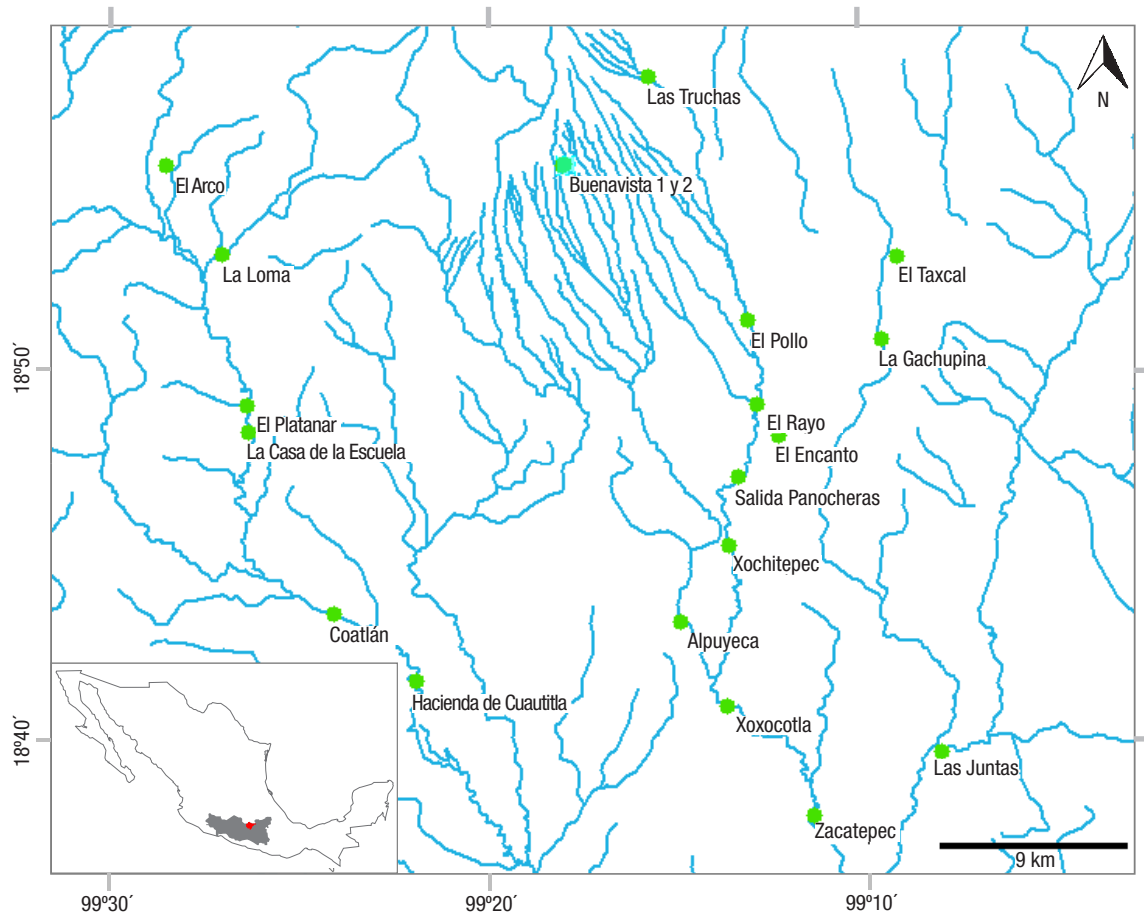 N
Las Truchas
El Arco
Buenavista 1 y 2
La Loma
El Taxcal
El Pollo
La Gachupina
18º50´
El Platanar
El Rayo
La Casa de la Escuela
El Encanto
Salida Panocheras
Xochitepec
Coatlán
Alpuyeca
Hacienda de Cuautitla
Xoxocotla
18º40´
Las Juntas
Zacatepec
9 km
99º30´
99º20´
99º10´